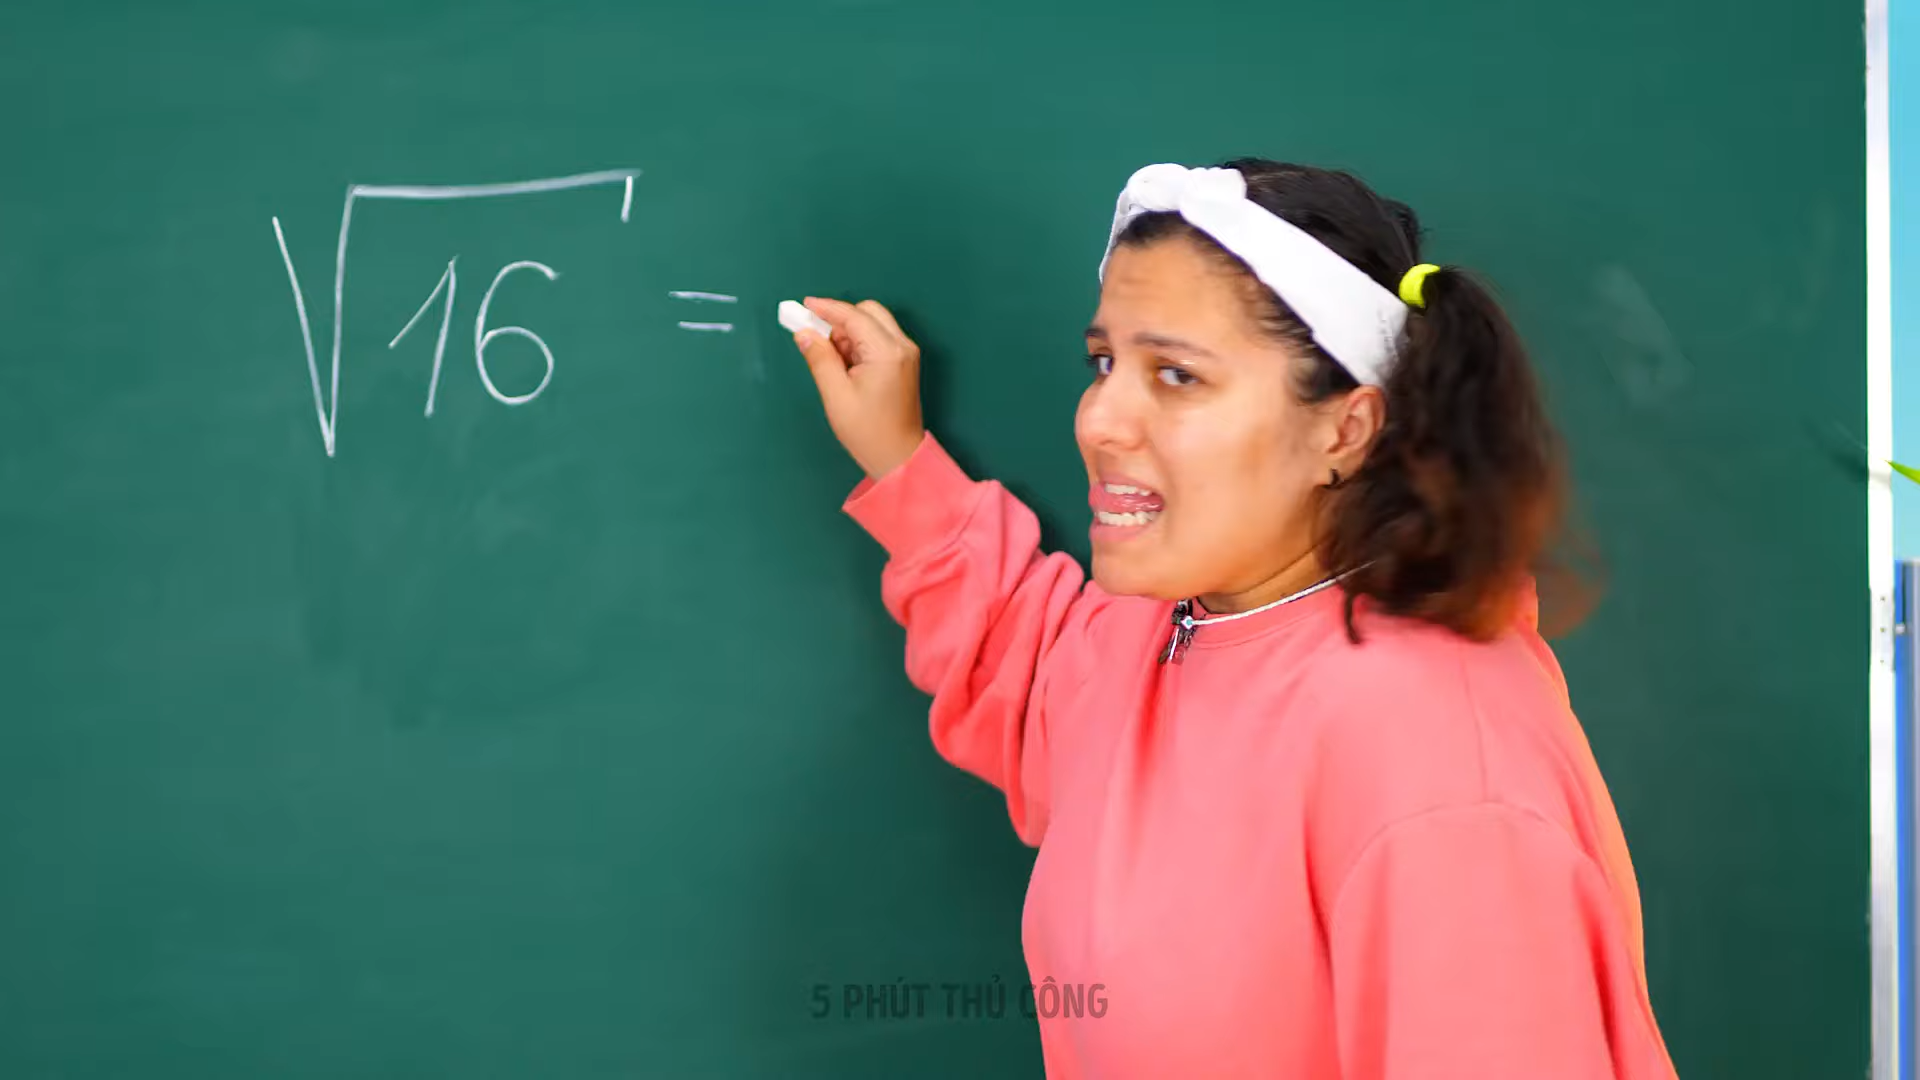 √16 =
5 PHÚT THỦ CÔNG